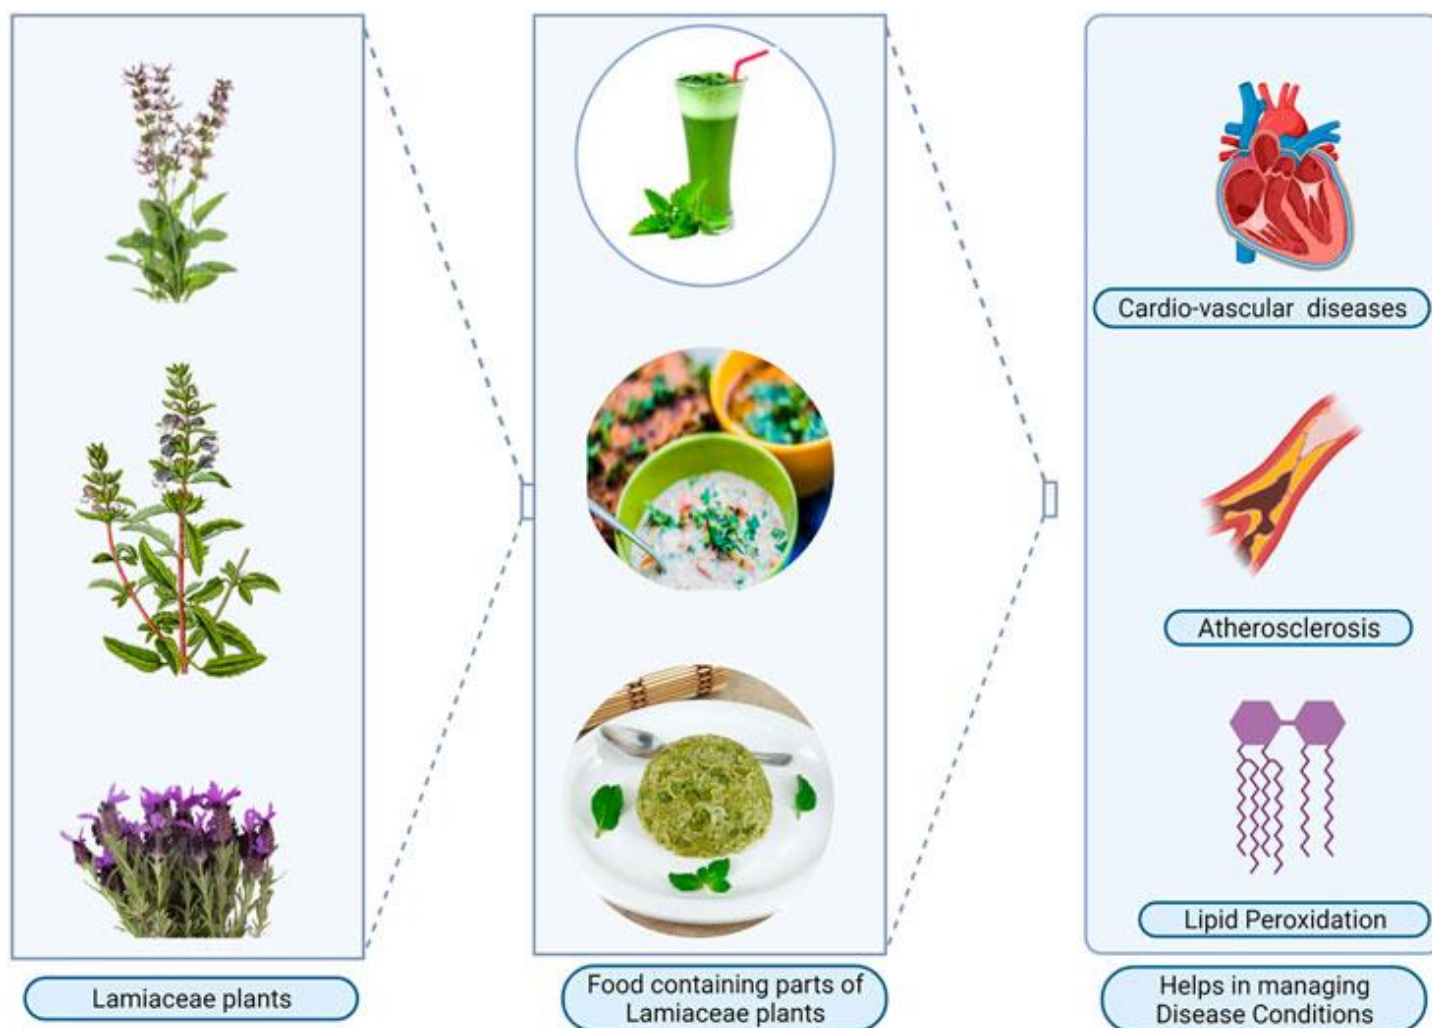 Cardio-vascular diseases
Atherosclerosis
Lipid Peroxidation
Lamiaceae plants
Food containing parts of
Lamiaceae plants
Helps in managing
Disease Conditions